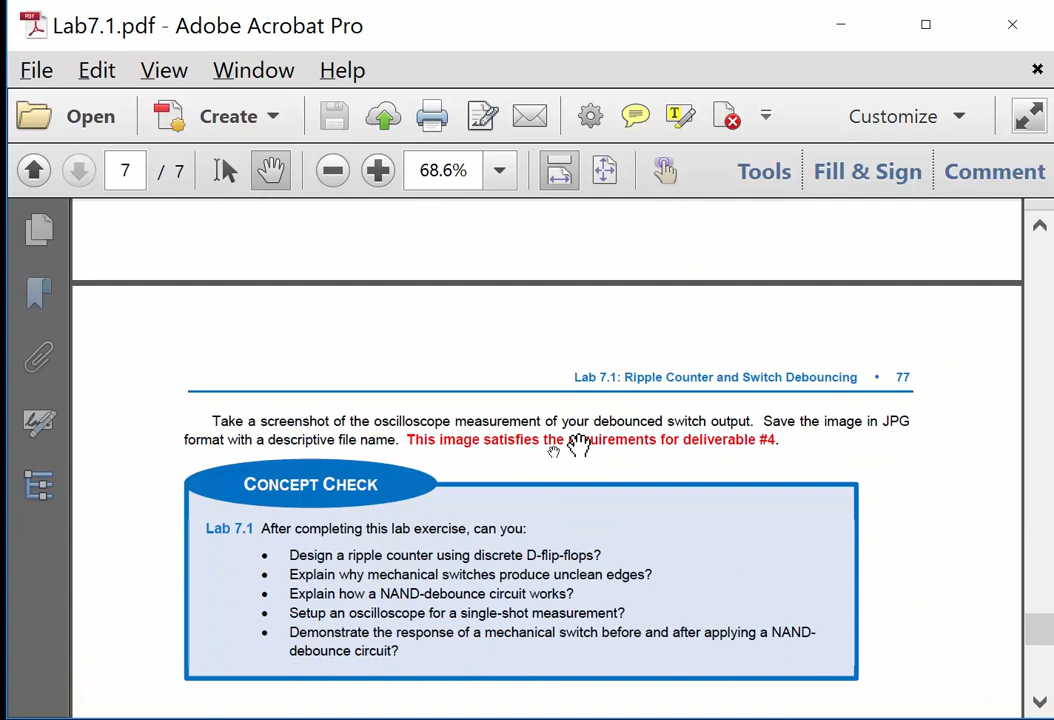 Lab7.1.pdf - Adobe Acrobat Pro
File Edit View Window Help
Open Create Customize
7 / 7 68.6% Tools Fill & Sign Comment
Lab 7.1: Ripple Counter and Switch Debouncing • 77
Take a screenshot of the oscilloscope measurement of your debounced switch output. Save the image in JPG
format with a descriptive file name. This image satisfies the requirements for deliverable #4.
CONCEPT CHECK
Lab 7.1 After completing this lab exercise, can you:
• Design a ripple counter using discrete D-flip-flops?
• Explain why mechanical switches produce unclean edges?
• Explain how a NAND-debounce circuit works?
• Setup an oscilloscope for a single-shot measurement?
• Demonstrate the response of a mechanical switch before and after applying a NAND-
debounce circuit?